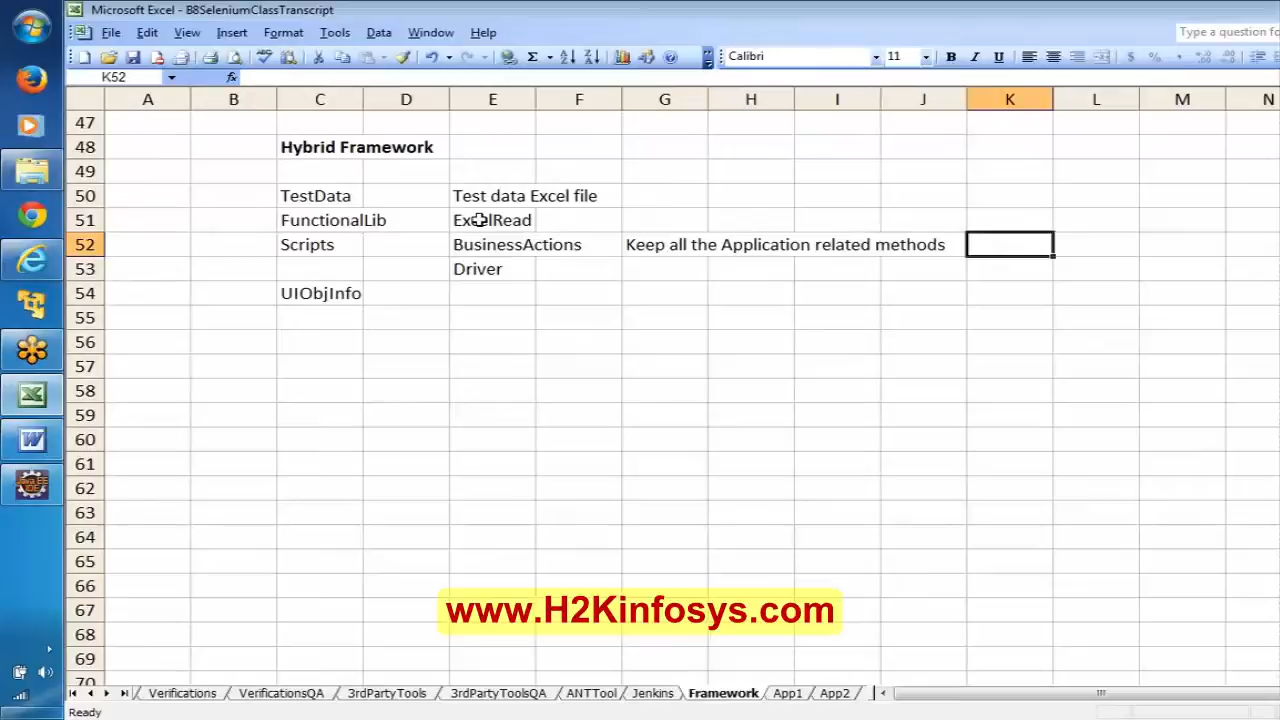 Microsoft Excel - B8SeleniumClassTranscript
File Edit View Insert Format Tools Data Window Help
Type a question fo
Calibri 11 B I U
K52 fx
A B C D E F G H I J K L M N
47
48 Hybrid Framework
49
50 TestData Test data Excel file
51 FunctionalLib ExcelRead
52 Scripts BusinessActions Keep all the Application related methods
53 Driver
54 UIObjInfo
55
56
57
58
59
60
61
62
63
64
65
66
67
68
69
70
www.H2Kinfosys.com
Verifications VerificationsQA 3rdPartyTools 3rdPartyToolsQA ANTTool Jenkins Framework App1 App2
Ready